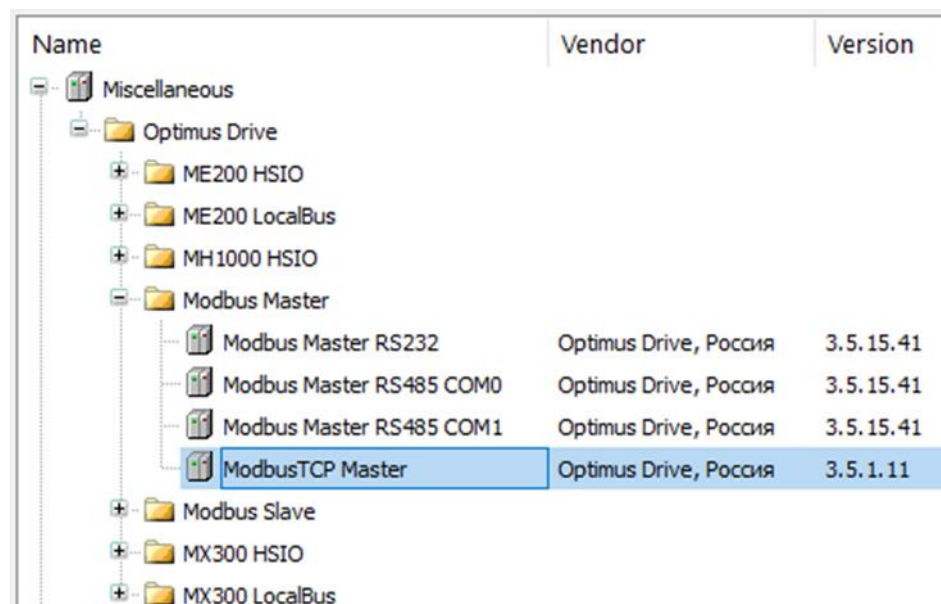 Name Vendor Version
Miscellaneous
Optimus Drive
ME200 HSIO
ME200 LocalBus
MH1000 HSIO
Modbus Master
Modbus Master RS232 Optimus Drive, Россия 3.5.15.41
Modbus Master RS485 COM0 Optimus Drive, Россия 3.5.15.41
Modbus Master RS485 COM1 Optimus Drive, Россия 3.5.15.41
ModbusTCP Master Optimus Drive, Россия 3.5.1.11
Modbus Slave
MX300 HSIO
MX300 LocalBus